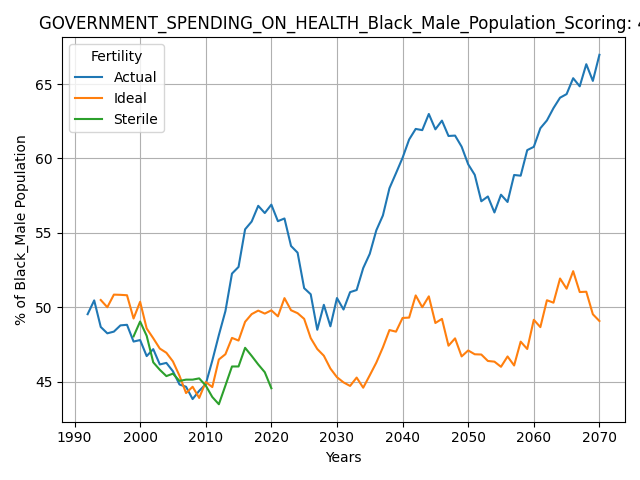 GOVERNMENT_SPENDING_ON_HEALTH_Black_Male_Population_Scoring:
Fertility
Actual
Ideal
Sterile
65
60
55
50
45
% of Black_Male Population
1990 2000 2010 2020 2030 2040 2050 2060 2070
Years